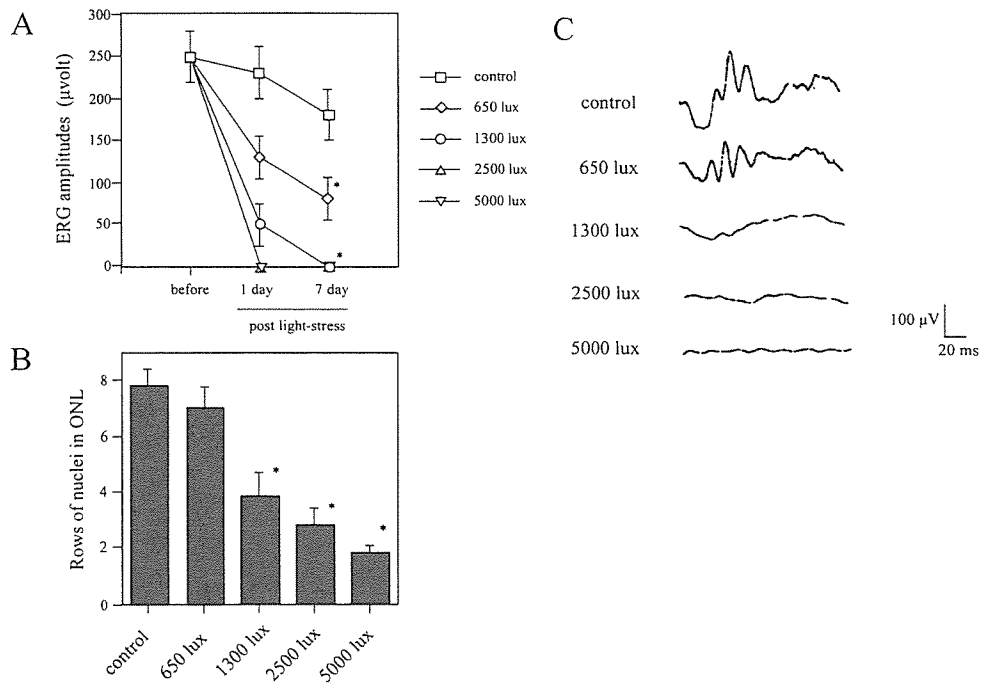 A
ERG amplitudes (µvolt)
300
250
200
150
100
50
0
before
1 day
7 day
post light-stress
*
*
control
650 lux
1300 lux
2500 lux
5000 lux
B
Rows of nuclei in ONL
8
6
4
2
0
*
*
*
control
650 lux
1300 lux
2500 lux
5000 lux
C
control
650 lux
1300 lux
2500 lux
5000 lux
100 µV
20 ms